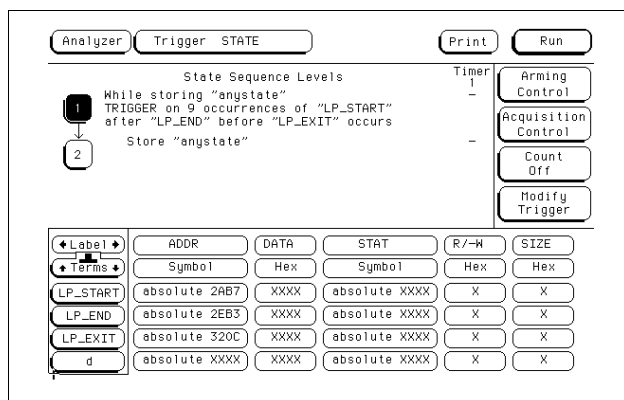 Analyzer Trigger STATE Print Run
State Sequence Levels Timer
1
While storing "anystate" –
1 TRIGGER on 9 occurrences of "LP_START"
after "LP_END" before "LP_EXIT" occurs
2 Store "anystate" –
Arming
Control
Acquisition
Control
Count
Off
Modify
Trigger
Label ADDR DATA STAT R/-W SIZE
Terms Symbol Hex Symbol Hex Hex
LP_START absolute 2AB7 XXXX absolute XXXX X X
LP_END absolute 2EB3 XXXX absolute XXXX X X
LP_EXIT absolute 320C XXXX absolute XXXX X X
d absolute XXXX XXXX absolute XXXX X X